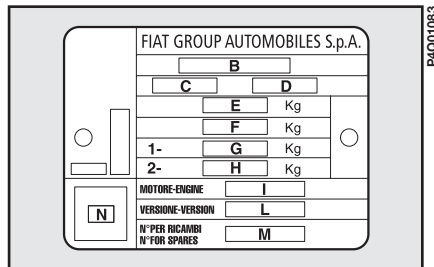 FIAT GROUP AUTOMOBILES S.p.A.
B
C D
E Kg
F Kg
1- G Kg
2- H Kg
MOTORE-ENGINE I
VERSIONE-VERSION L
N°PER RICAMBI
N°FOR SPARES M
N
P4Q01083